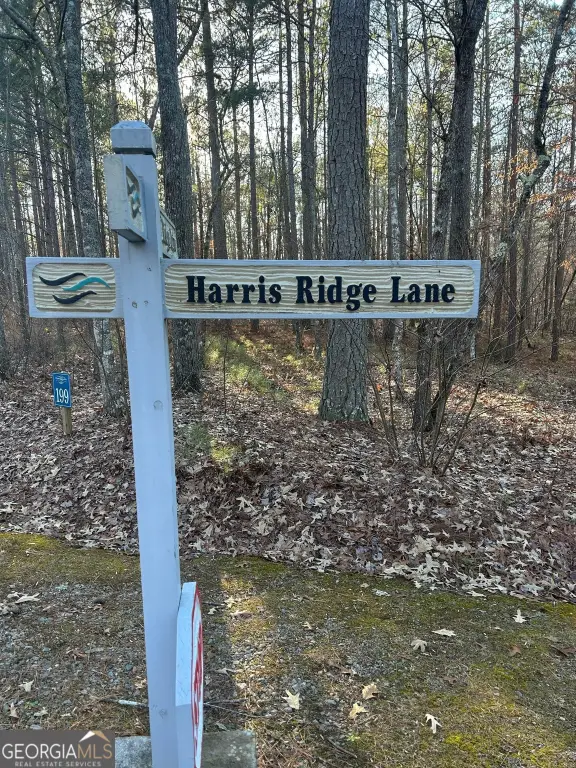 Harris Ridge Lane
199
GEORGIAMLS
REAL ESTATE SERVICES